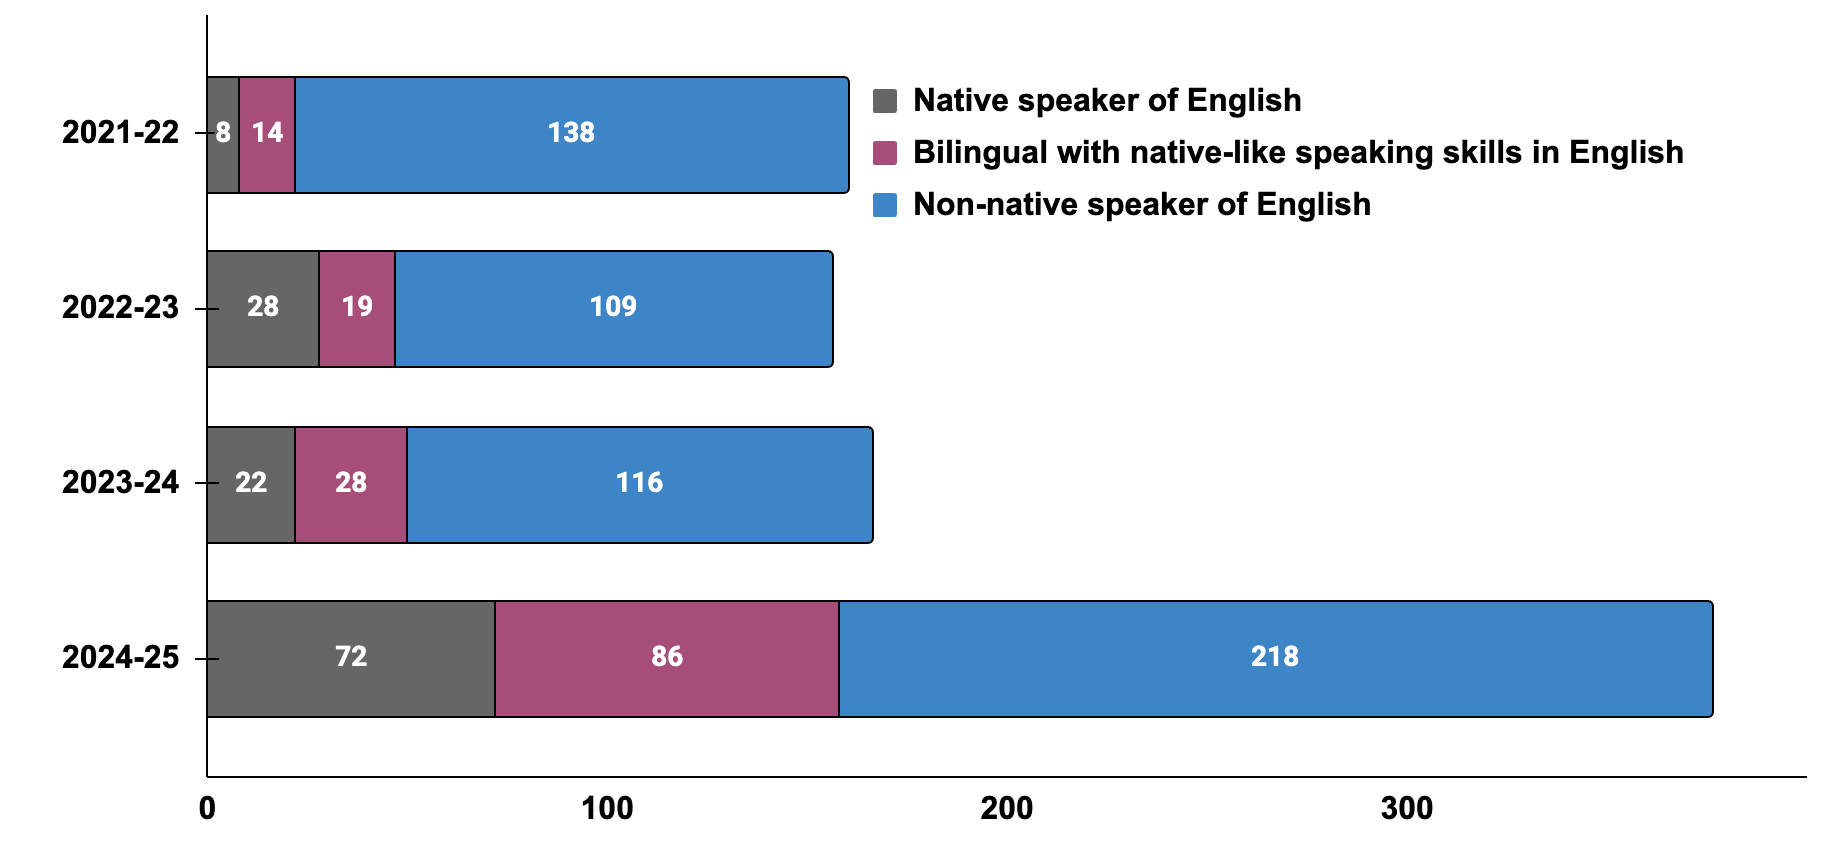 2021-22
8 14 138
Native speaker of English
Bilingual with native-like speaking skills in English
Non-native speaker of English
2022-23
28 19 109
2023-24
22 28 116
2024-25
72 86 218
0 100 200 300